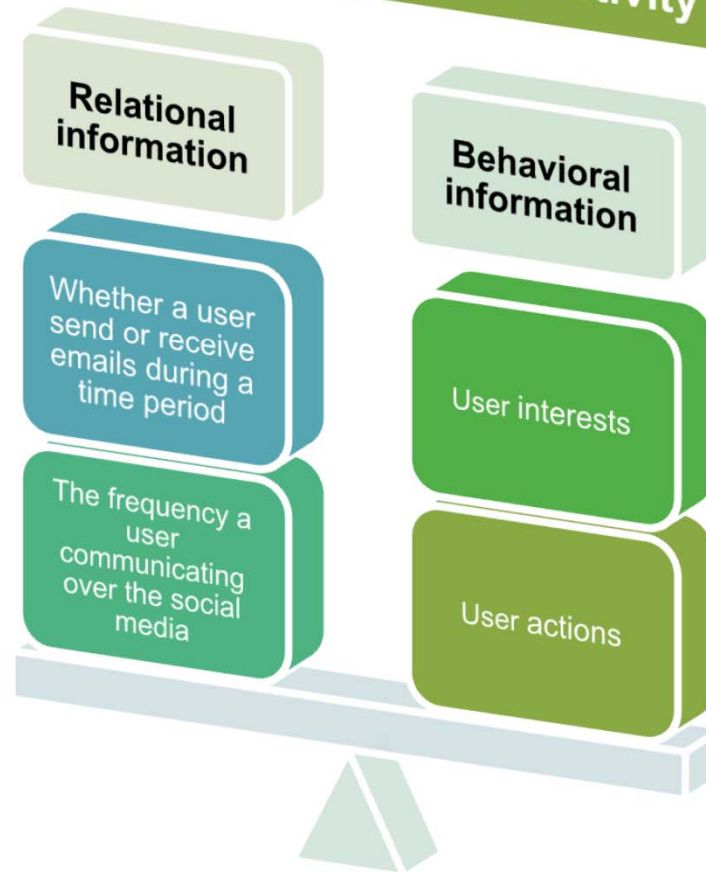 Relational
information
Whether a user
send or receive
emails during a
time period
The frequency a
user
communicating
over the social
media
Behavioral
information
User interests
User actions